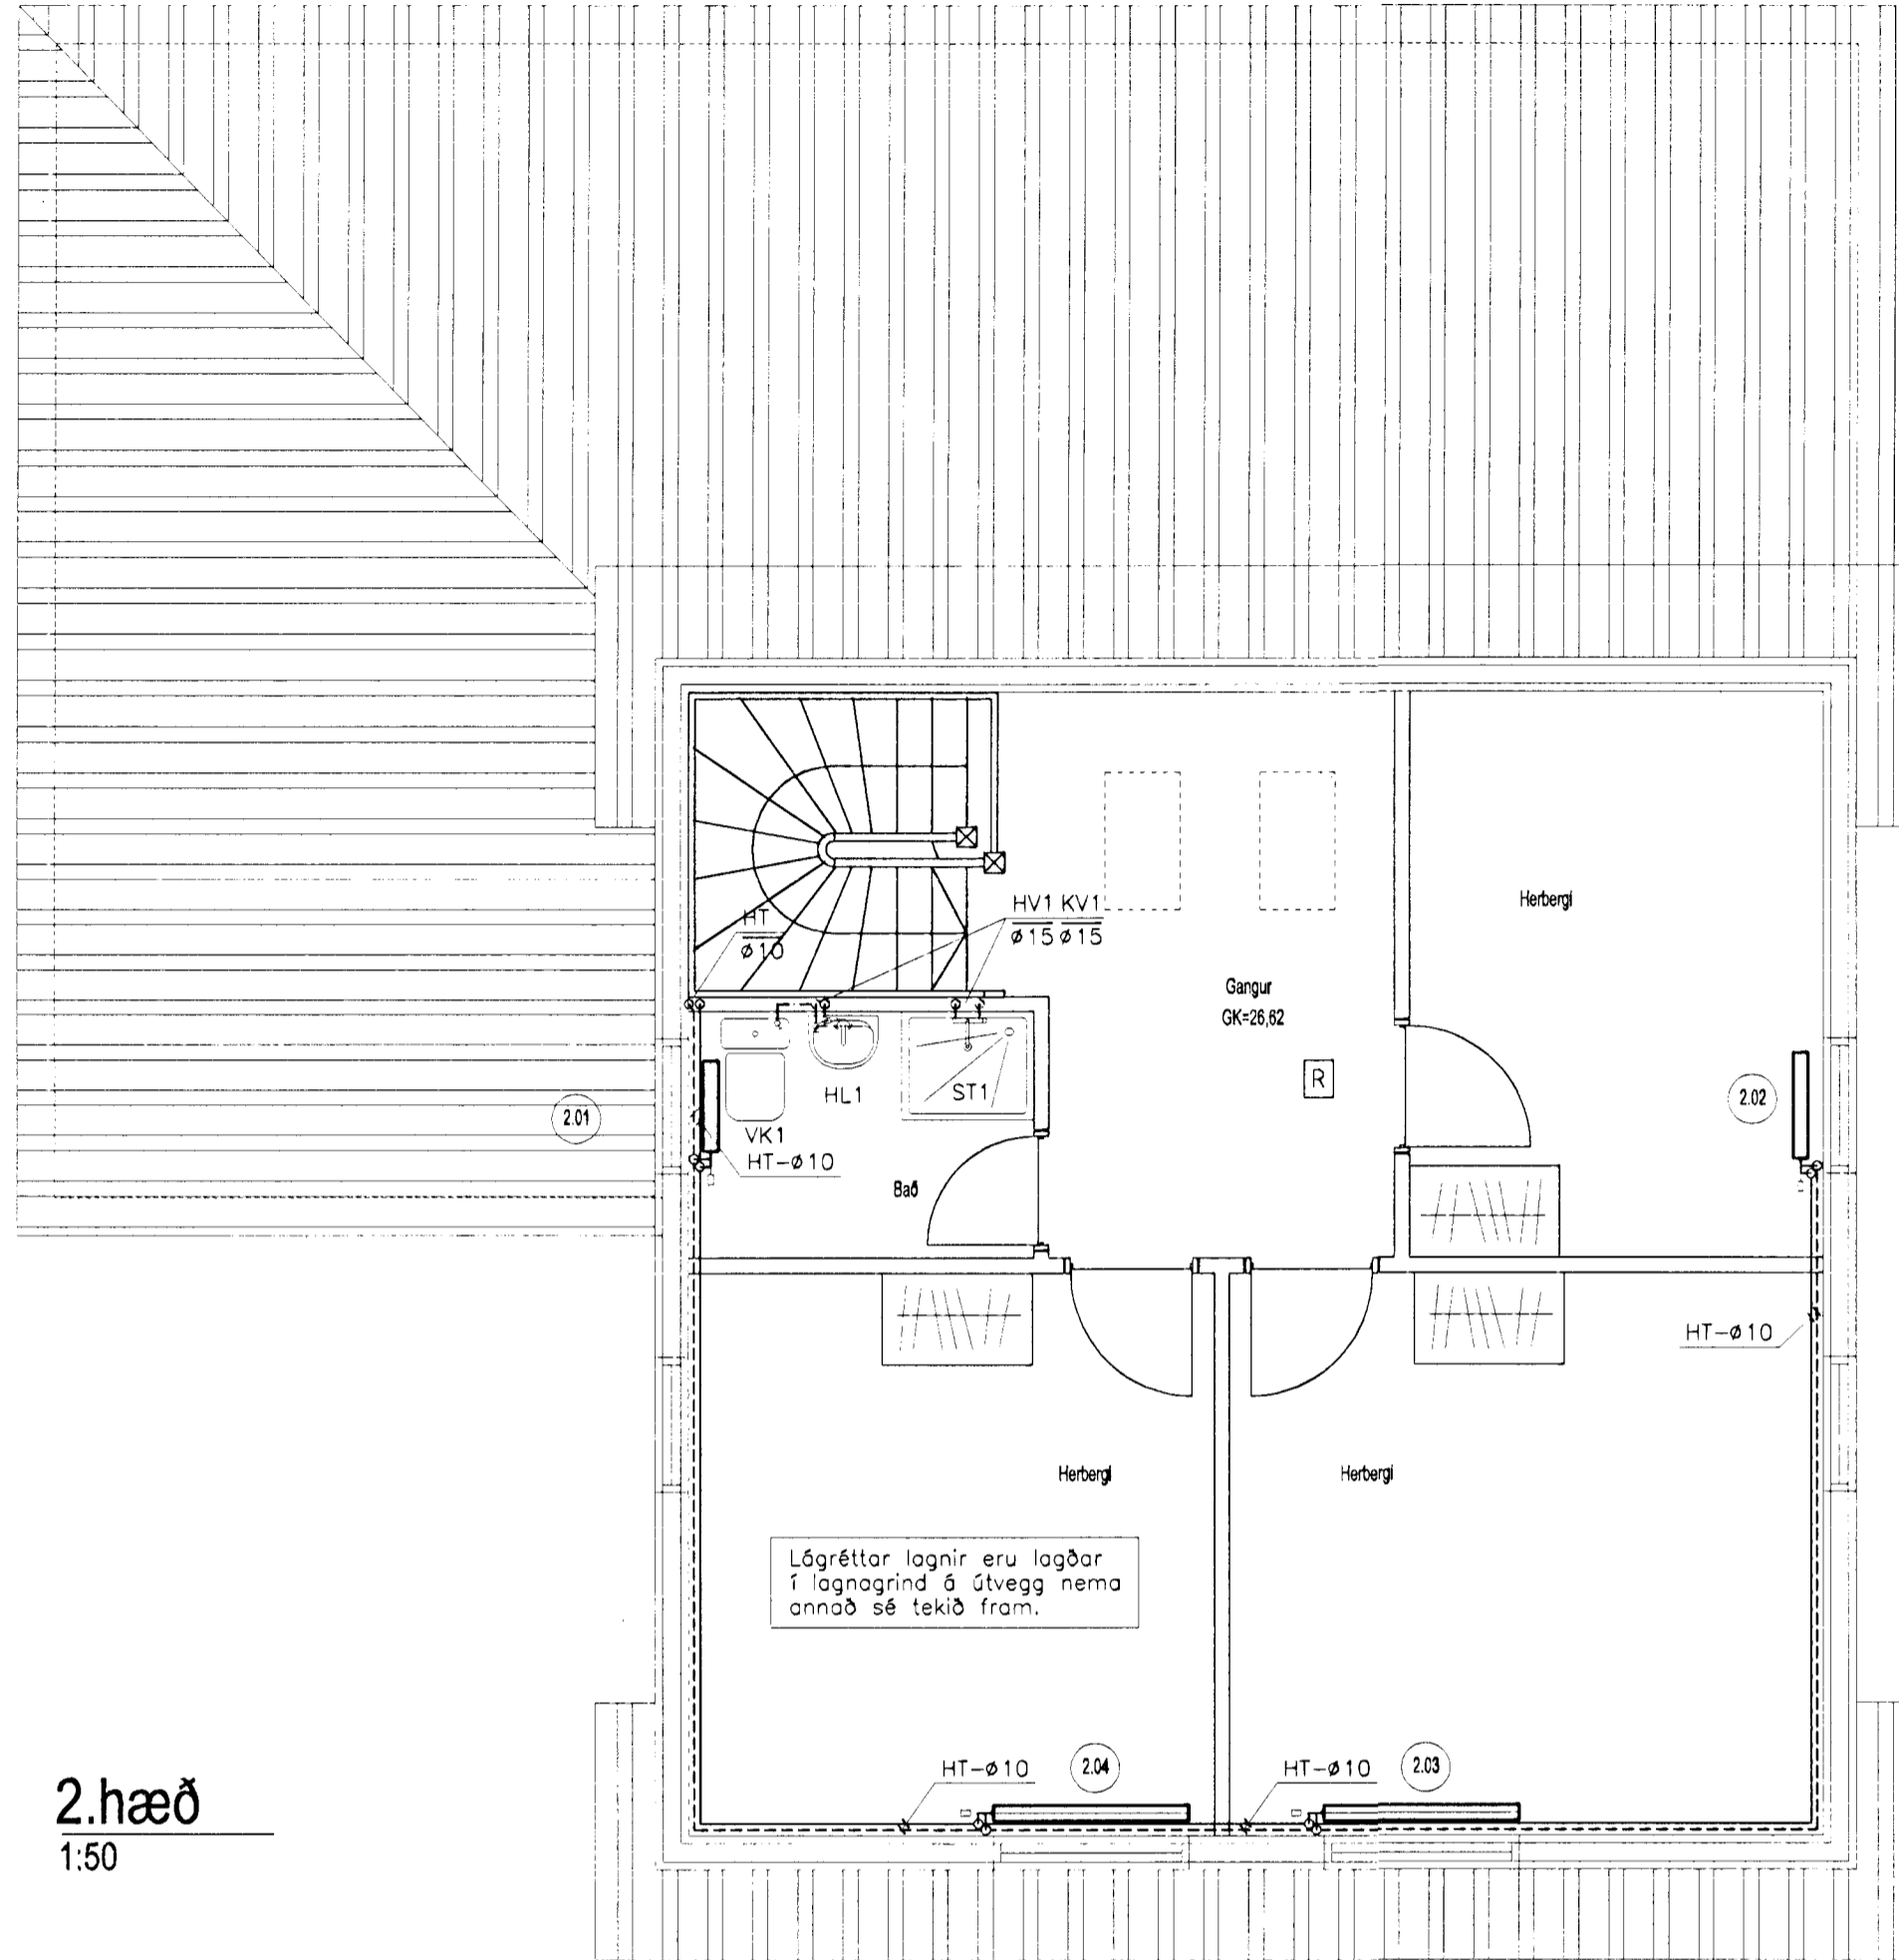 Herbergi
HT
ø10
HV1 KV1
ø15 ø15
Gangur
GK=26,62
R
2.01
2.02
HL1
ST1
VK1
HT-ø10
Bað
HT-ø10
Herbergi
Herbergi
Lágréttar lagnir eru lagðar
í lagnagrind á útvegg nema
annað sé tekið fram.
HT-ø10
2.04
HT-ø10
2.03
2.hæð
1:50